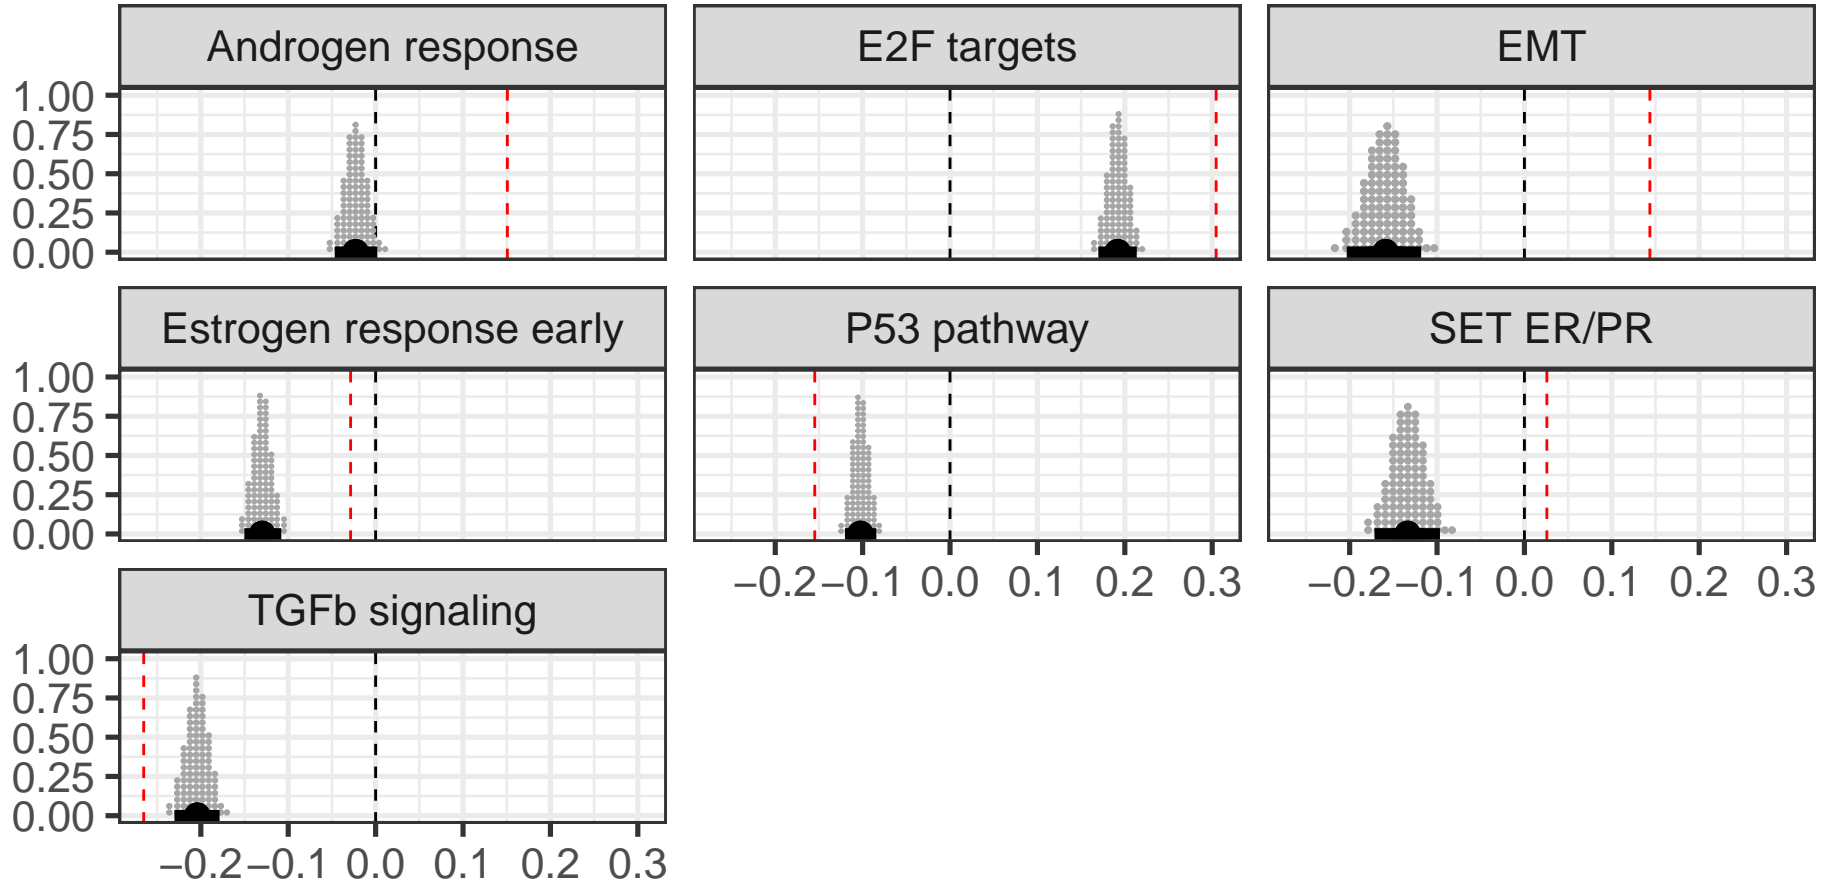 Androgen response
E2F targets
EMT
1.00
0.75
0.50
0.25
0.00
Estrogen response early
P53 pathway
SET ER/PR
1.00
0.75
0.50
0.25
0.00
−0.2 −0.1 0.0 0.1 0.2 0.3
−0.2 −0.1 0.0 0.1 0.2 0.3
TGFb signaling
1.00
0.75
0.50
0.25
0.00
−0.2 −0.1 0.0 0.1 0.2 0.3